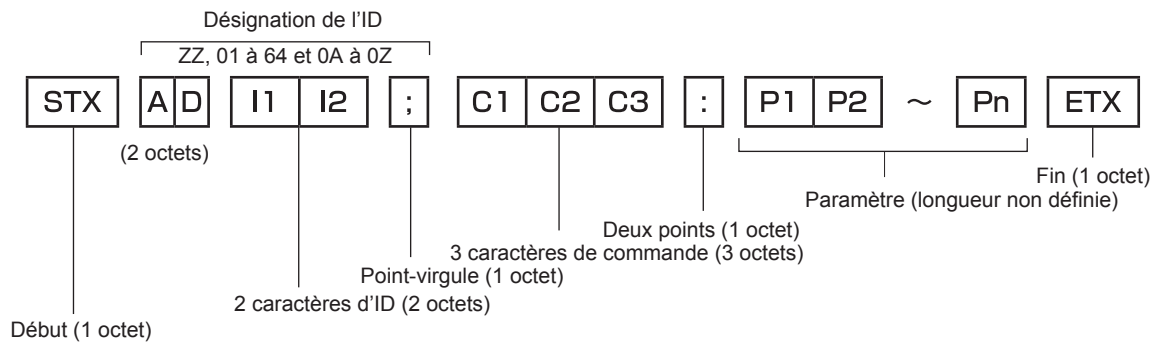 Désignation de l'ID
ZZ, 01 à 64 et 0A à 0Z
STX A D I1 I2 ; C1 C2 C3 : P1 P2 ~ Pn ETX
(2 octets)
Fin (1 octet)
Paramètre (longueur non définie)
Deux points (1 octet)
3 caractères de commande (3 octets)
Point-virgule (1 octet)
2 caractères d'ID (2 octets)
Début (1 octet)